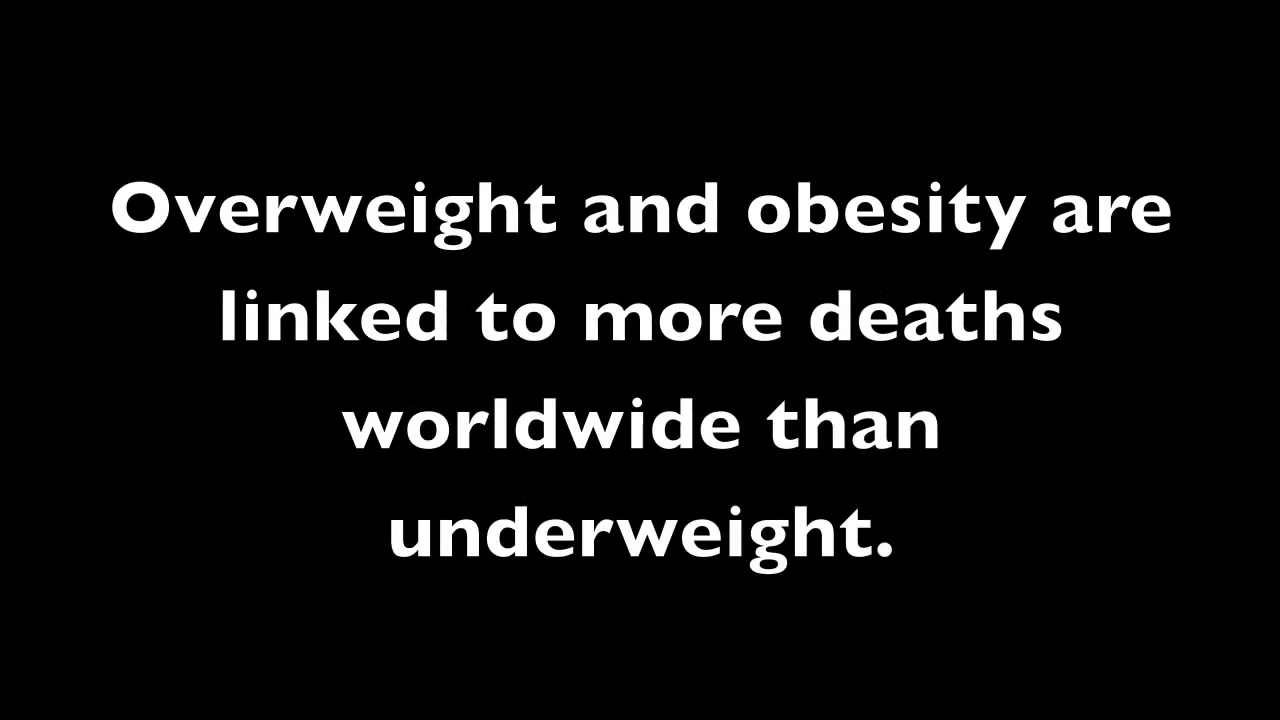 Overweight and obesity are
linked to more deaths
worldwide than
underweight.